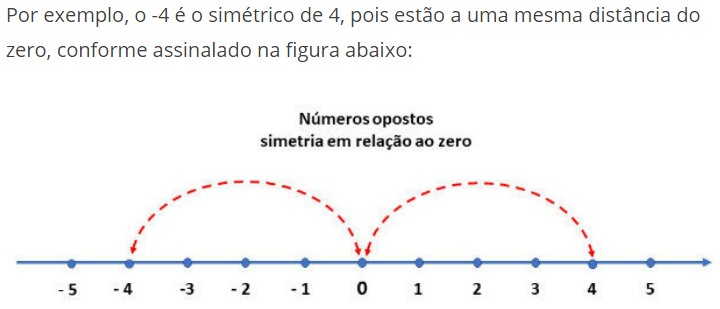 Por exemplo, o -4 é o simétrico de 4, pois estão a uma mesma distância do
zero, conforme assinalado na figura abaixo:
Números opostos
simetria em relação ao zero
- 5 - 4 -3 - 2 - 1 0 1 2 3 4 5